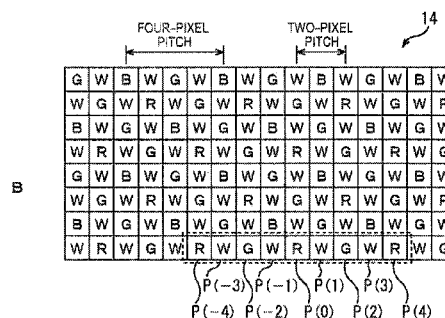 14
FOUR-PIXEL PITCH TWO-PIXEL PITCH
G W B W G W B W G W B W G W B W
W G W R W G W R W G W R W G W R
B W G W B W G W B W G W B W G W
W R W G W R W G W R W G W R W G
B G W B W G W B W G W B W G W B W
W G W R W G W R W G W R W G W R
B W G W B W G W B W G W B W G W
W R W G W R W G W R W G W R W G
P(-3) P(-1) P(1) P(3)
P(-4) P(-2) P(0) P(2) P(4)